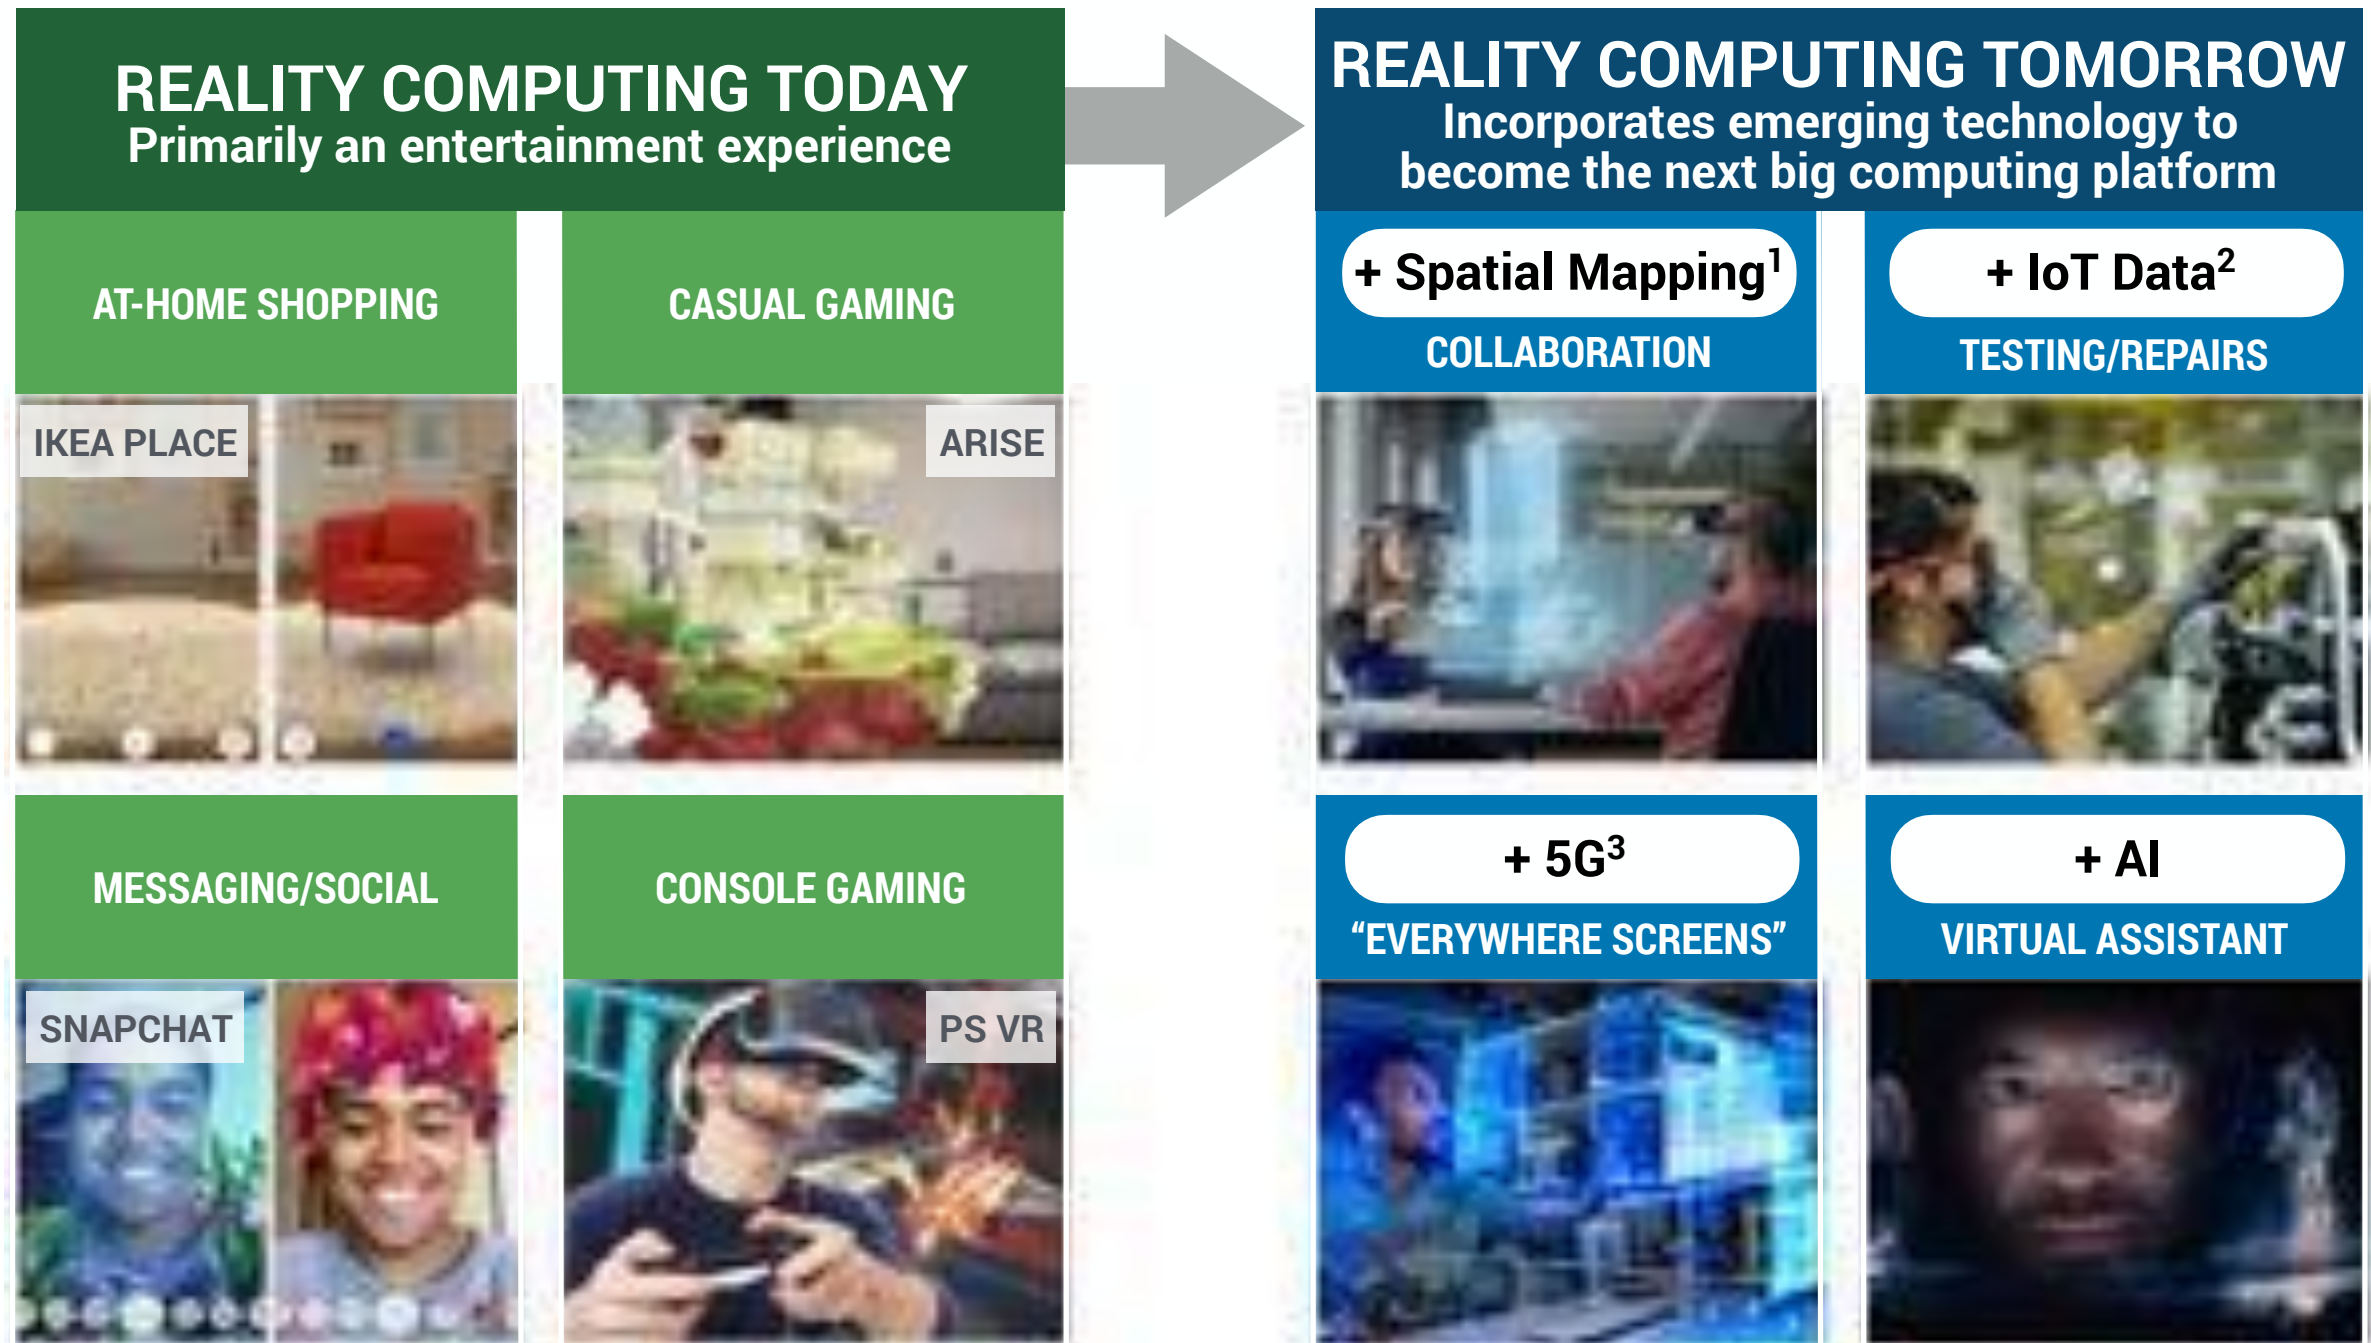 REALITY COMPUTING TODAY
Primarily an entertainment experience
REALITY COMPUTING TOMORROW
Incorporates emerging technology to
become the next big computing platform
AT-HOME SHOPPING
CASUAL GAMING
+ Spatial Mapping¹
COLLABORATION
+ IoT Data²
TESTING/REPAIRS
IKEA PLACE
ARISE
MESSAGING/SOCIAL
CONSOLE GAMING
+ 5G³
“EVERYWHERE SCREENS”
+ AI
VIRTUAL ASSISTANT
SNAPCHAT
PS VR